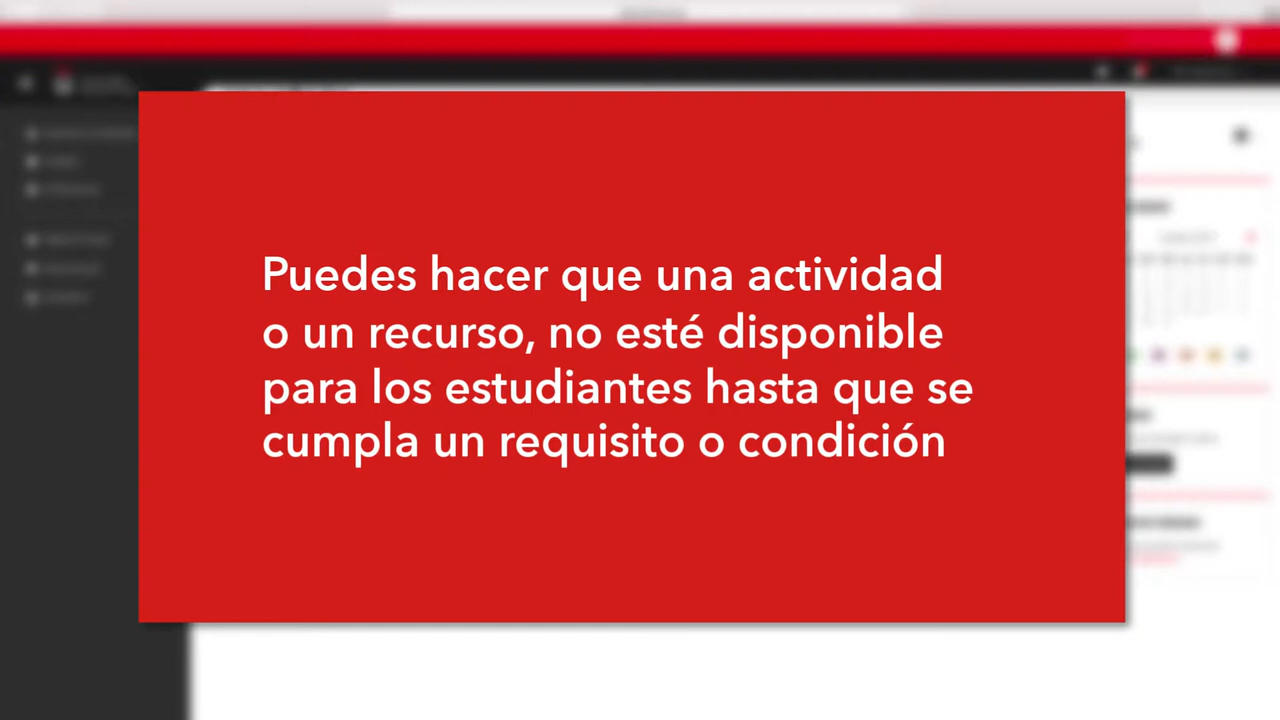 Puedes hacer que una actividad
o un recurso, no esté disponible
para los estudiantes hasta que se
cumpla un requisito o condición